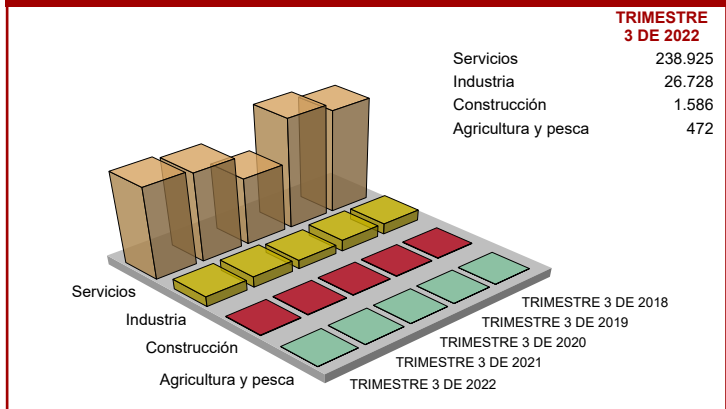 TRIMESTRE
3 DE 2022
Servicios 238.925
Industria 26.728
Construcción 1.586
Agricultura y pesca 472
Servicios
Industria
Construcción
Agricultura y pesca
TRIMESTRE 3 DE 2018
TRIMESTRE 3 DE 2019
TRIMESTRE 3 DE 2020
TRIMESTRE 3 DE 2021
TRIMESTRE 3 DE 2022